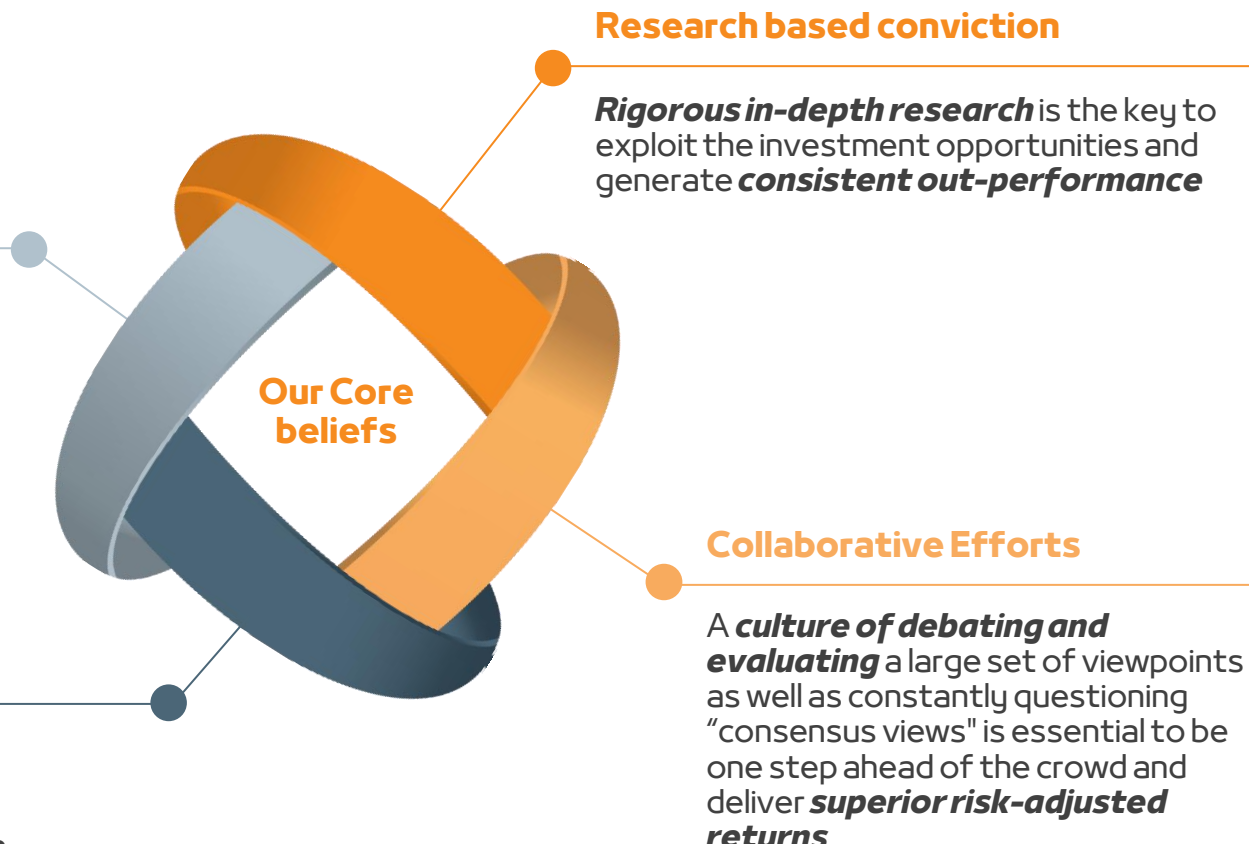 Research based conviction
Rigorous in-depth research is the key to
exploit the investment opportunities and
generate consistent out-performance
Our Core
beliefs
Collaborative Efforts
A culture of debating and
evaluating a large set of viewpoints
as well as constantly questioning
“consensus views" is essential to be
one step ahead of the crowd and
deliver superior risk-adjusted
returns